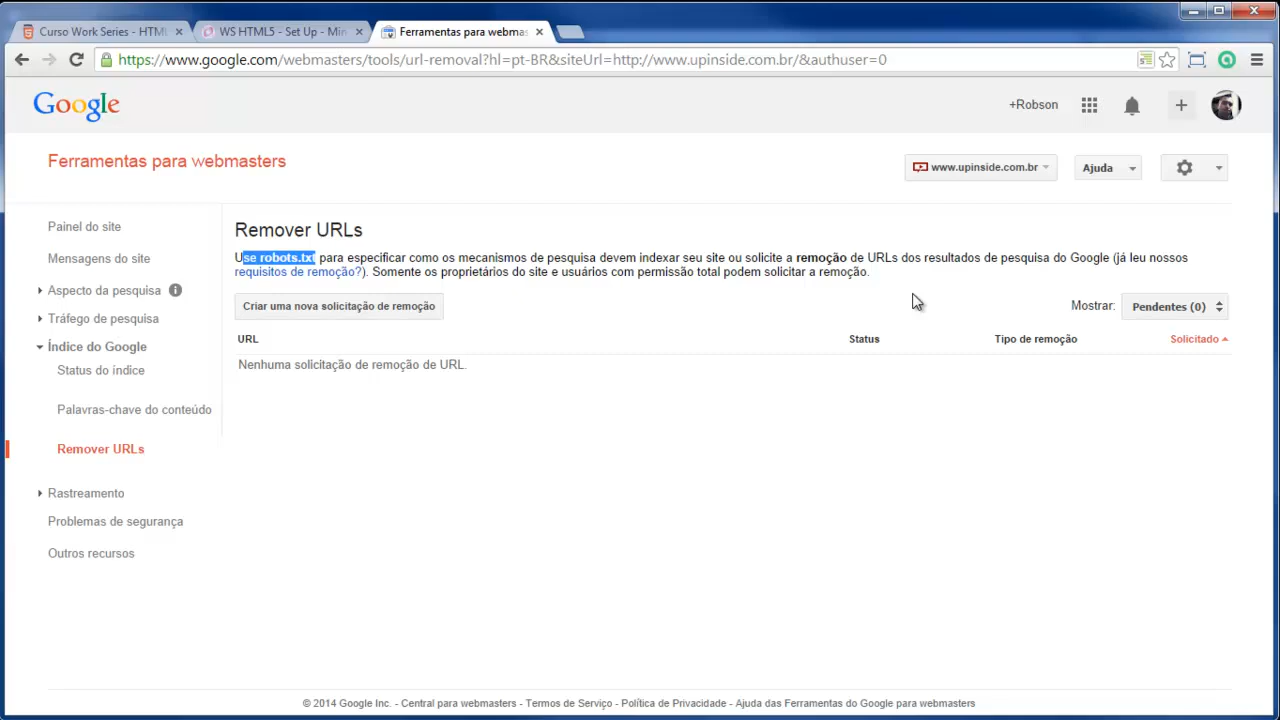 Curso Work Series - HTML
WS HTML5 - Set Up - Min
Ferramentas para webmas
https://www.google.com/webmasters/tools/url-removal?hl=pt-BR&siteUrl=http://www.upinside.com.br/&authuser=0
Google
+Robson
Ferramentas para webmasters
www.upinside.com.br
Ajuda
Painel do site
Mensagens do site
Aspecto da pesquisa
Tráfego de pesquisa
Índice do Google
Status do índice
Palavras-chave do conteúdo
Remover URLs
Rastreamento
Problemas de segurança
Outros recursos
Remover URLs
Use robots.txt para especificar como os mecanismos de pesquisa devem indexar seu site ou solicite a remoção de URLs dos resultados de pesquisa do Google (já leu nossos
requisitos de remoção?). Somente os proprietários do site e usuários com permissão total podem solicitar a remoção.
Criar uma nova solicitação de remoção
Mostrar: Pendentes (0)
URL Status Tipo de remoção Solicitado
Nenhuma solicitação de remoção de URL.
© 2014 Google Inc. - Central para webmasters - Termos de Serviço - Política de Privacidade - Ajuda das Ferramentas do Google para webmasters